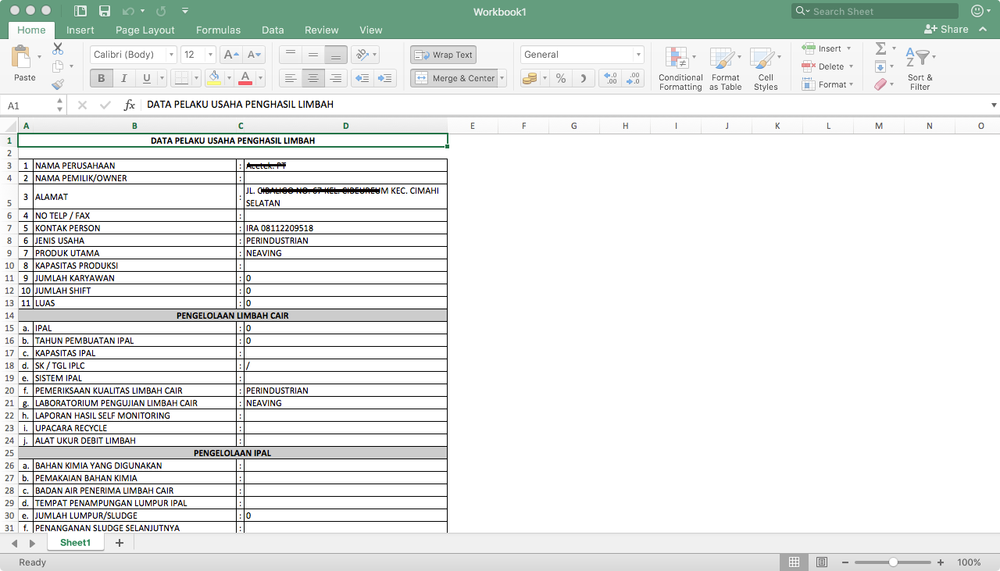 Workbook1
Search Sheet
Home Insert Page Layout Formulas Data Review View
Share
Paste
Calibri (Body) 12 A A
B I U A
Wrap Text
Merge & Center
General
% .00 .0
Conditional Formatting
Format as Table
Cell Styles
Insert
Delete
Format
Sort & Filter
A1 fx DATA PELAKU USAHA PENGHASIL LIMBAH
A B C D E F G H I J K L M N O
1 DATA PELAKU USAHA PENGHASIL LIMBAH
2
3 1 NAMA PERUSAHAAN :
4 2 NAMA PEMILIK/OWNER :
5 3 ALAMAT : JL. KEC. CIMAHI
SELATAN
6 4 NO TELP / FAX :
7 5 KONTAK PERSON : IRA 08112209518
8 6 JENIS USAHA : PERINDUSTRIAN
9 7 PRODUK UTAMA : NEAVING
10 8 KAPASITAS PRODUKSI :
11 9 JUMLAH KARYAWAN : 0
12 10 JUMLAH SHIFT : 0
13 11 LUAS : 0
14 PENGELOLAAN LIMBAH CAIR
15 a. IPAL : 0
16 b. TAHUN PEMBUATAN IPAL : 0
17 c. KAPASITAS IPAL :
18 d. SK / TGL IPLC : /
19 e. SISTEM IPAL :
20 f. PEMERIKSAAN KUALITAS LIMBAH CAIR : PERINDUSTRIAN
21 g. LABORATORIUM PENGUJIAN LIMBAH CAIR : NEAVING
22 h. LAPORAN HASIL SELF MONITORING :
23 i. UPACARA RECYCLE :
24 j. ALAT UKUR DEBIT LIMBAH :
25 PENGELOLAAN IPAL
26 a. BAHAN KIMIA YANG DIGUNAKAN :
27 b. PEMAKAIAN BAHAN KIMIA :
28 c. BADAN AIR PENERIMA LIMBAH CAIR :
29 d. TEMPAT PENAMPUNGAN LUMPUR IPAL :
30 e. JUMLAH LUMPUR/SLUDGE : 0
31 f. PENANGANAN SLUDGE SELANJUTNYA :
Sheet1 +
Ready
100%